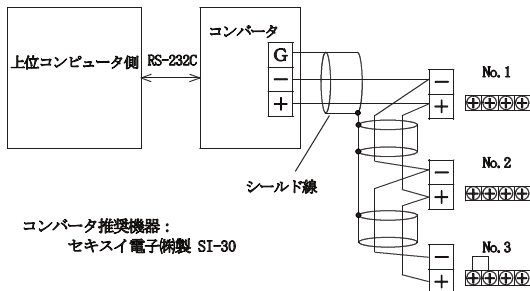 上位コンピュータ側
RS-232C
コンバータ
G
－
＋
シールド線
－
＋
No.1
－
＋
No.2
－
＋
No.3
コンバータ推奨機器：
セキスイ電子㈱製 SI-30